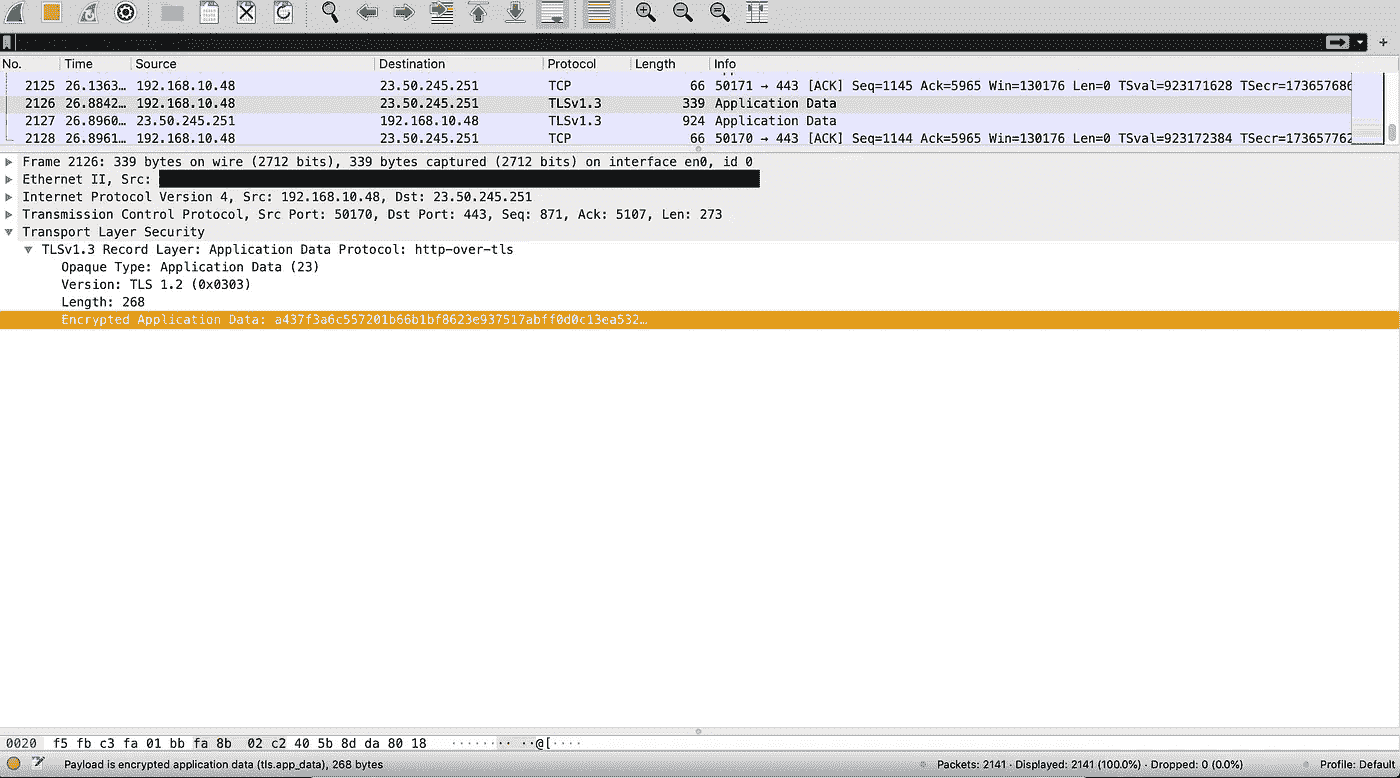 No. Time Source Destination Protocol Length Info
2125 26.1363… 192.168.10.48 23.50.245.251 TCP 66 50171 → 443 [ACK] Seq=1145 Ack=5965 Win=130176 Len=0 TSval=923171628 TSecr=173657686
2126 26.8842… 192.168.10.48 23.50.245.251 TLSv1.3 339 Application Data
2127 26.8960… 23.50.245.251 192.168.10.48 TLSv1.3 924 Application Data
2128 26.8961… 192.168.10.48 23.50.245.251 TCP 66 50170 → 443 [ACK] Seq=1144 Ack=5965 Win=130176 Len=0 TSval=923172384 TSecr=173657762
Frame 2126: 339 bytes on wire (2712 bits), 339 bytes captured (2712 bits) on interface en0, id 0
Ethernet II, Src:
Internet Protocol Version 4, Src: 192.168.10.48, Dst: 23.50.245.251
Transmission Control Protocol, Src Port: 50170, Dst Port: 443, Seq: 871, Ack: 5107, Len: 273
Transport Layer Security
TLSv1.3 Record Layer: Application Data Protocol: http-over-tls
Opaque Type: Application Data (23)
Version: TLS 1.2 (0x0303)
Length: 268
Encrypted Application Data: a437f3a6c557201b66b1bf8623e937517abff0d0c13ea532…
0020 f5 fb c3 fa 01 bb fa 8b 02 c2 40 5b 8d da 80 18 ········ ··@[····
Payload is encrypted application data (tls.app_data), 268 bytes
Packets: 2141 · Displayed: 2141 (100.0%) · Dropped: 0 (0.0%)
Profile: Default